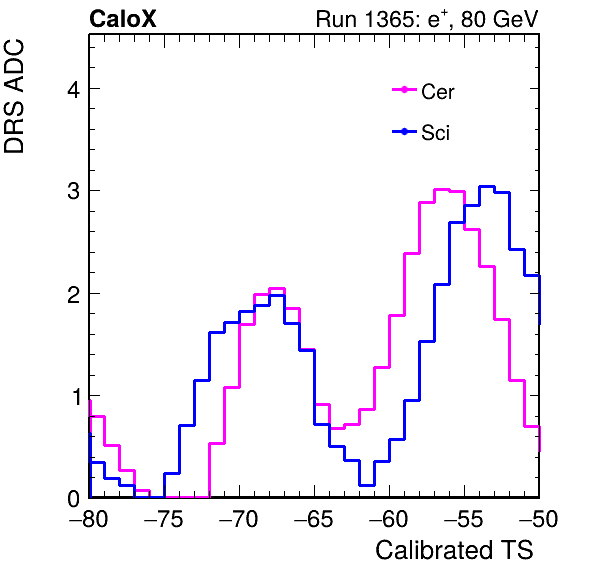 CaloX Run 1365: e⁺, 80 GeV
DRS ADC
Cer
Sci
4
3
2
1
0
−80 −75 −70 −65 −60 −55 −50
Calibrated TS